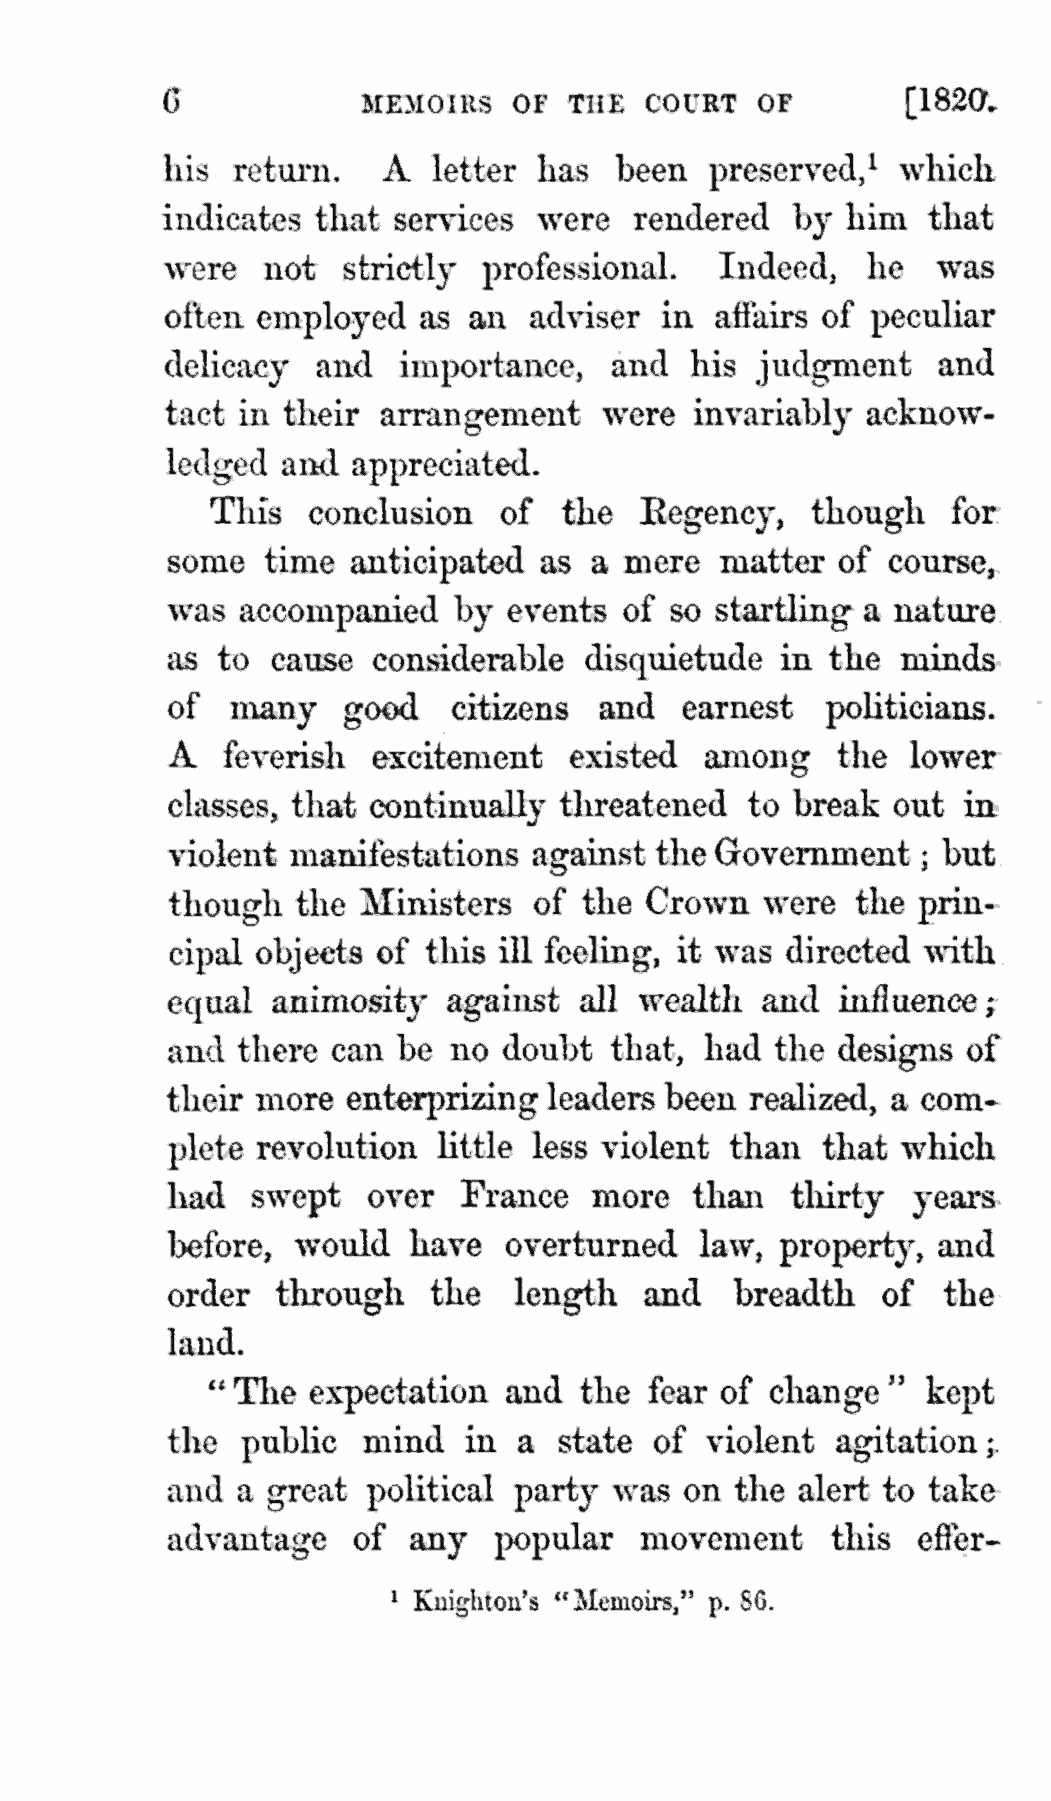 6 MEMOIRS OF THE COURT OF [1820.
his return. A letter has been preserved,¹ which
indicates that services were rendered by him that
were not strictly professional. Indeed, he was
often employed as an adviser in affairs of peculiar
delicacy and importance, and his judgment and
tact in their arrangement were invariably acknow-
ledged and appreciated.
This conclusion of the Regency, though for
some time anticipated as a mere matter of course,
was accompanied by events of so startling a nature
as to cause considerable disquietude in the minds
of many good citizens and earnest politicians.
A feverish excitement existed among the lower
classes, that continually threatened to break out in
violent manifestations against the Government; but
though the Ministers of the Crown were the prin-
cipal objects of this ill feeling, it was directed with
equal animosity against all wealth and influence;
and there can be no doubt that, had the designs of
their more enterprizing leaders been realized, a com-
plete revolution little less violent than that which
had swept over France more than thirty years
before, would have overturned law, property, and
order through the length and breadth of the
land.
"The expectation and the fear of change" kept
the public mind in a state of violent agitation;
and a great political party was on the alert to take
advantage of any popular movement this effer-
¹ Knighton's "Memoirs," p. 86.